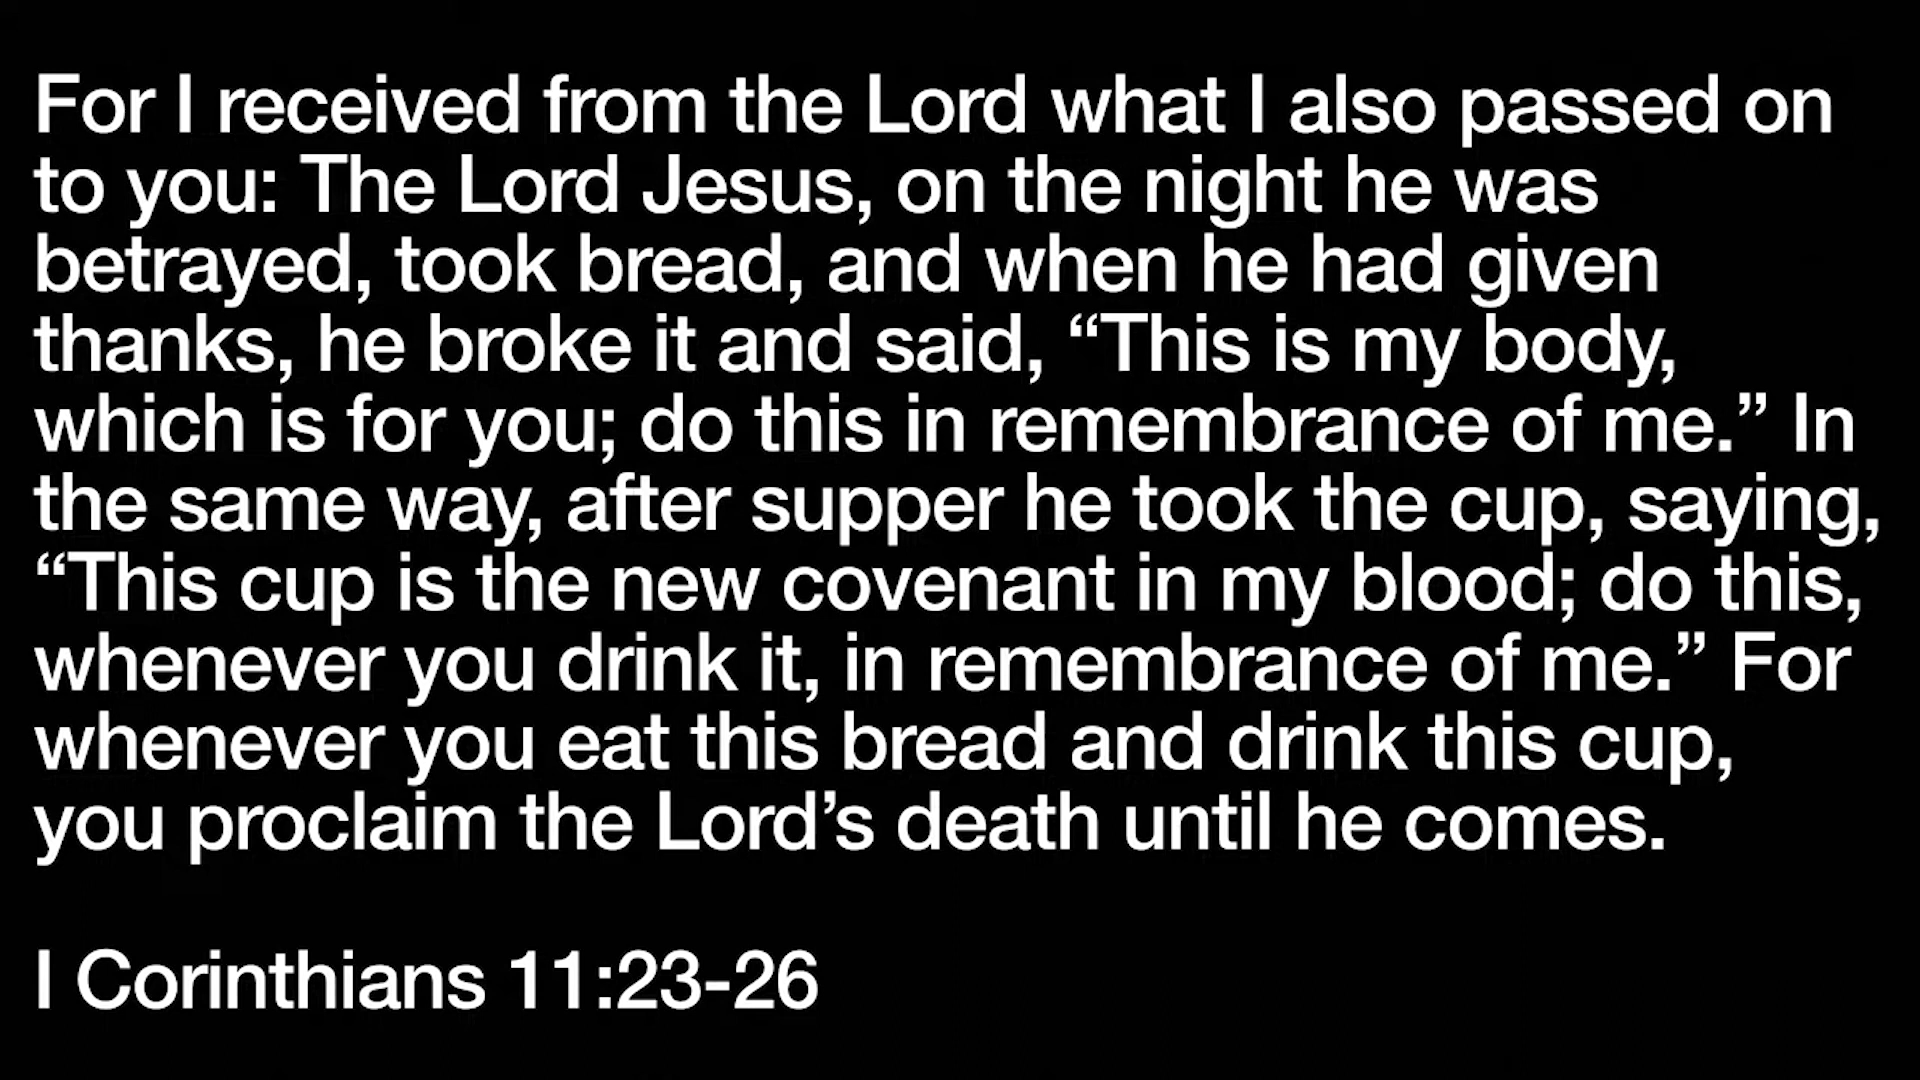 For I received from the Lord what I also passed on
to you: The Lord Jesus, on the night he was
betrayed, took bread, and when he had given
thanks, he broke it and said, “This is my body,
which is for you; do this in remembrance of me.” In
the same way, after supper he took the cup, saying,
“This cup is the new covenant in my blood; do this,
whenever you drink it, in remembrance of me.” For
whenever you eat this bread and drink this cup,
you proclaim the Lord’s death until he comes.
I Corinthians 11:23-26